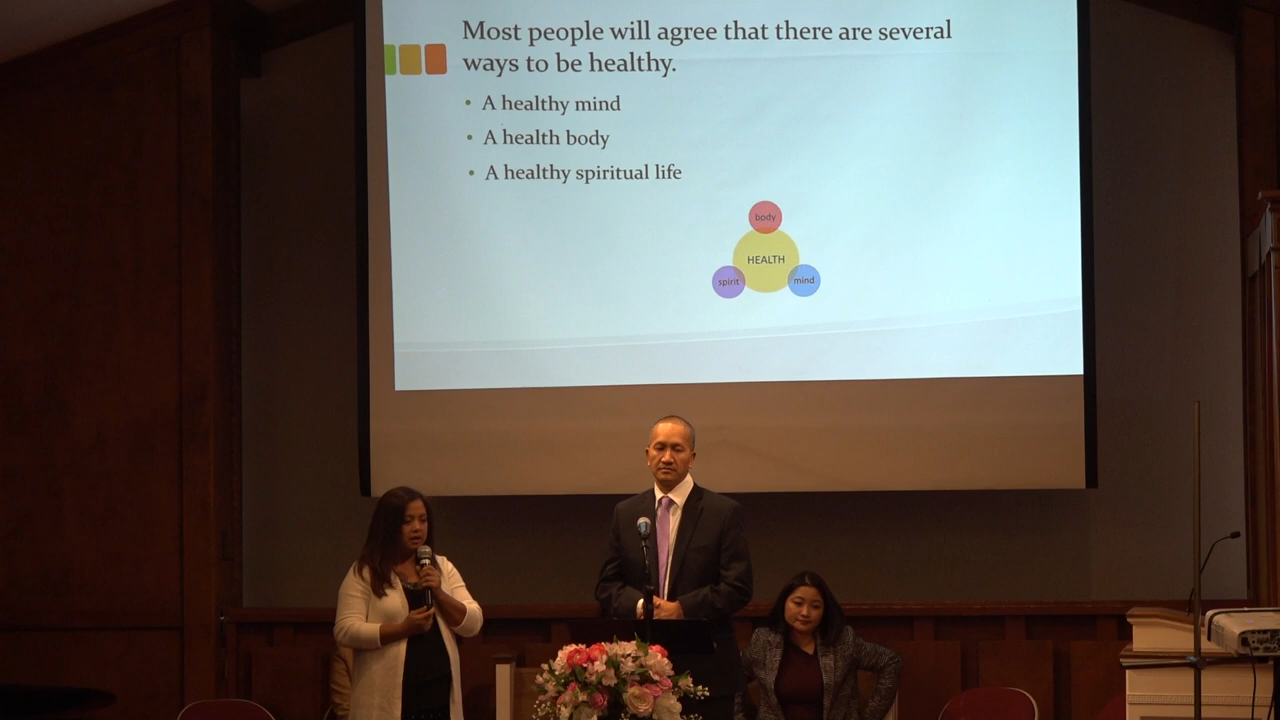 Most people will agree that there are several
ways to be healthy.
• A healthy mind
• A health body
• A healthy spiritual life
body
HEALTH
spirit
mind